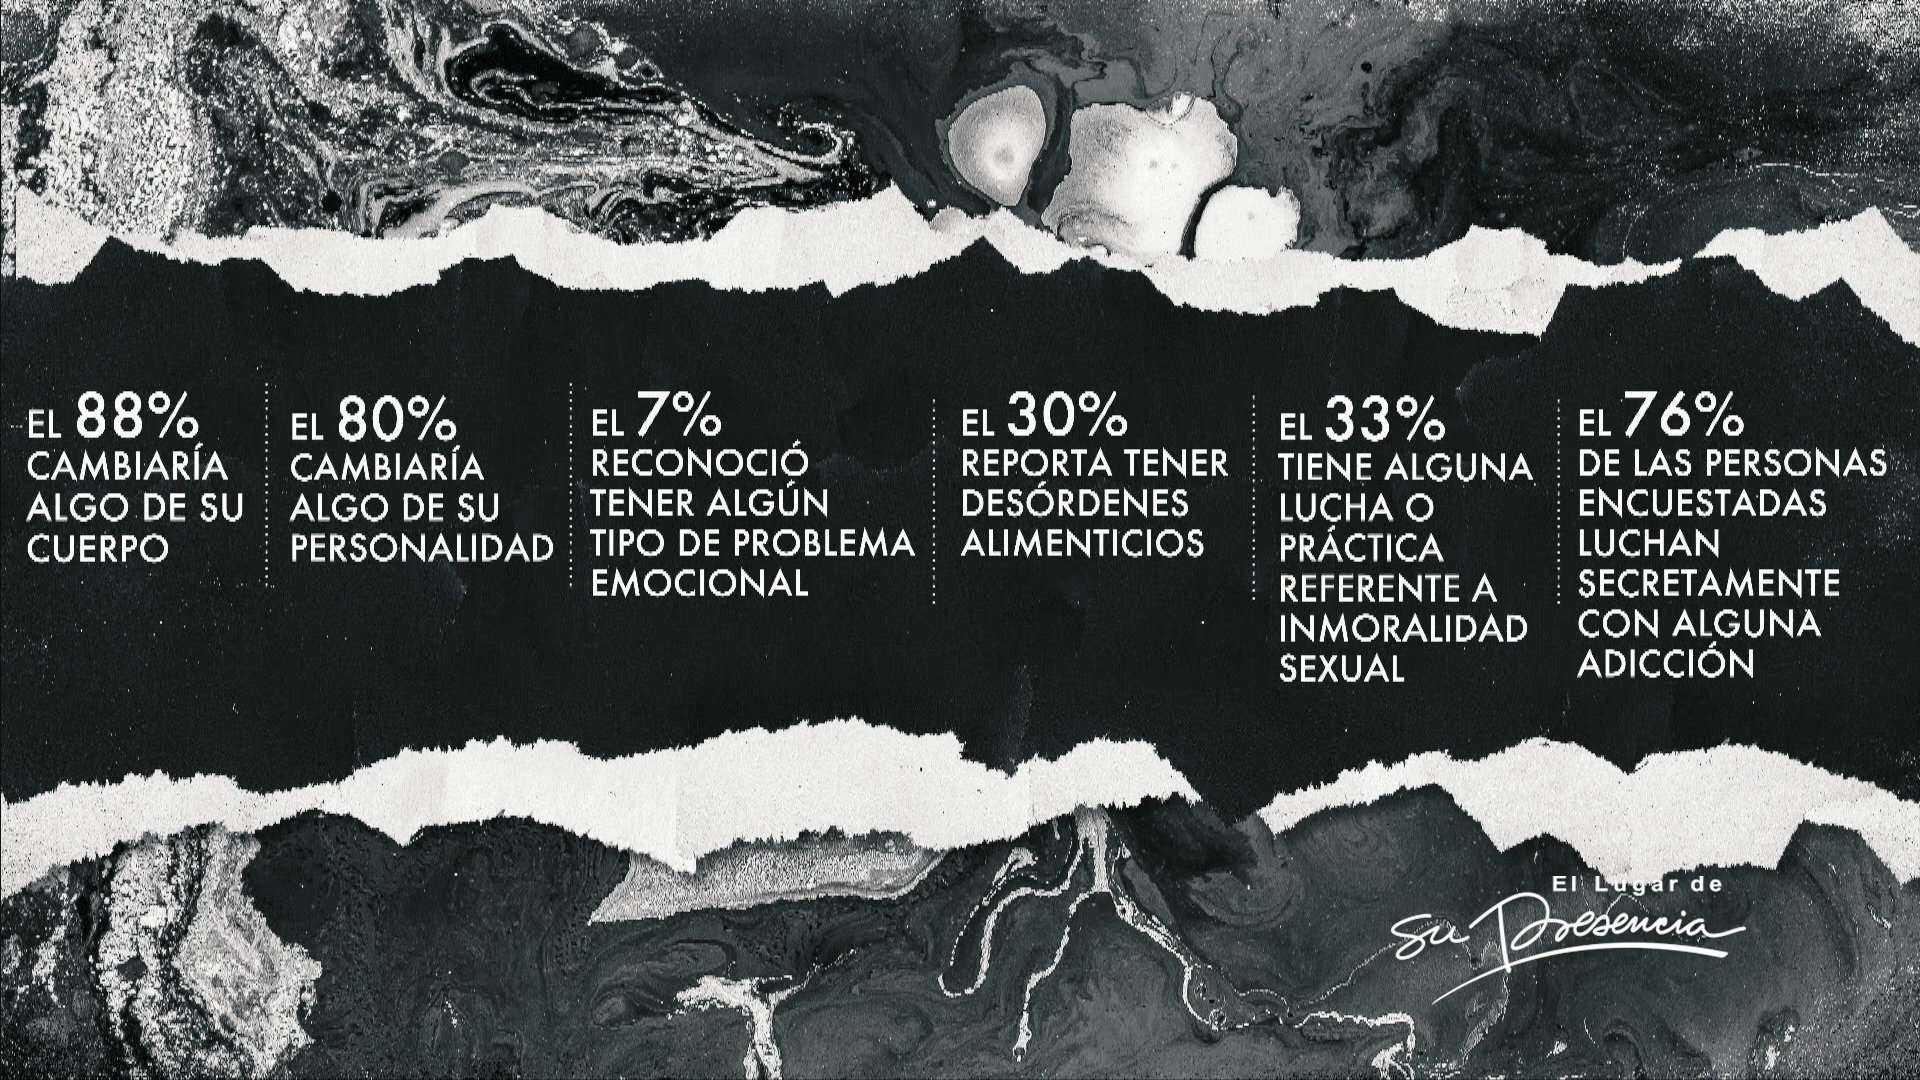 EL 88%
CAMBIARÍA
ALGO DE SU
CUERPO
EL 80%
CAMBIARÍA
ALGO DE SU
PERSONALIDAD
EL 7%
RECONOCIÓ
TENER ALGÚN
TIPO DE PROBLEMA
EMOCIONAL
EL 30%
REPORTA TENER
DESÓRDENES
ALIMENTICIOS
EL 33%
TIENE ALGUNA
LUCHA O
PRÁCTICA
REFERENTE A
INMORALIDAD
SEXUAL
EL 76%
DE LAS PERSONAS
ENCUESTADAS
LUCHAN
SECRETAMENTE
CON ALGUNA
ADICCIÓN
El Lugar de
Su Presencia